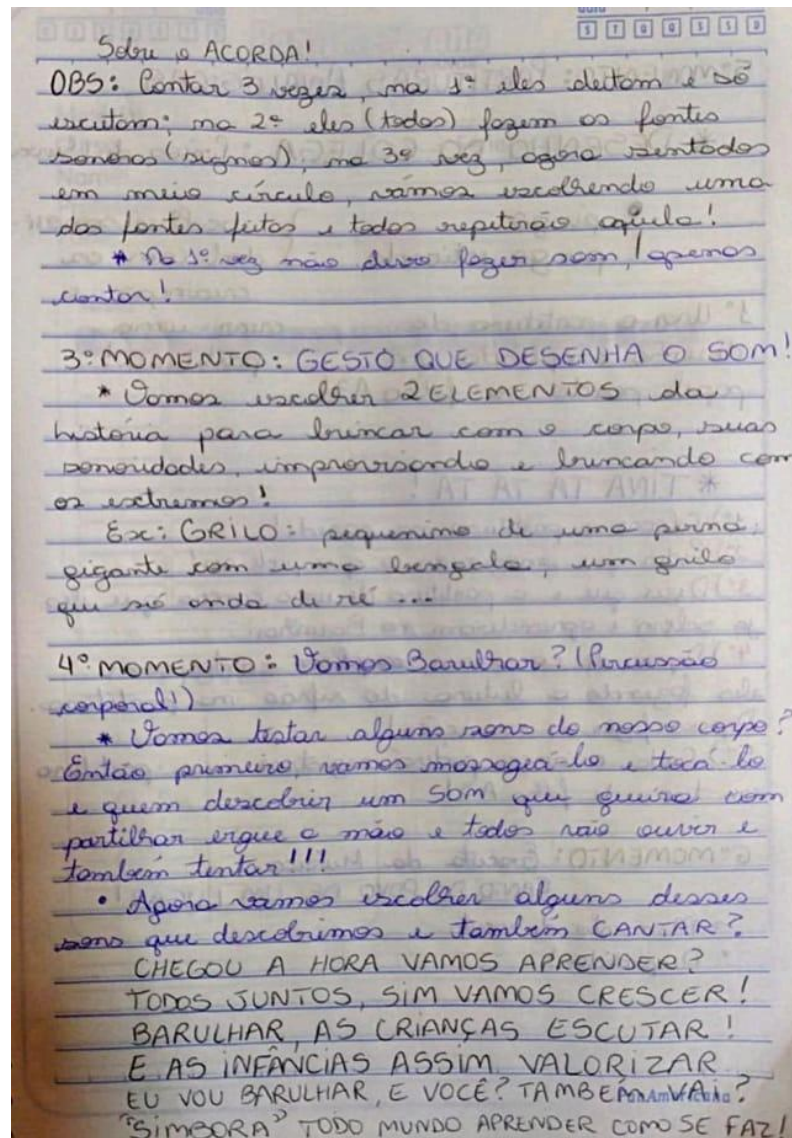 S T Q Q S S D
Sobre o ACORDA!
OBS: Contar 3 vezes, na 1ª eles deitam e só
escutam; na 2ª eles (todos) fazem as fontes
sonoras (signos), na 3ª vez, agora sentados
em meio círculo, vamos escolhendo uma
das fontes feitas e todos repetirão aquilo!
* Na 1ª vez não devo fazer som, apenas
contar!
3º MOMENTO: GESTO QUE DESENHA O SOM!
* Vamos escolher 2 ELEMENTOS da
história para brincar com o corpo, suas
sonoridades, improvisando e brincando com
os extremos!
Ex: GRILO: pequenino de uma perna,
gigante com uma bengala, um grilo
que só anda de ré ...
4º MOMENTO: Vamos Barulhar? (Percussão
corporal!)
* Vamos testar alguns sons do nosso corpo?
Então primeiro, vamos massageá-lo e tocá-lo
e quem descobrir um SOM que queira com
partilhar ergue a mão e todos vão ouvir e
também tentar!!!
• Agora vamos escolher alguns desses
sons que descobrimos e também CANTAR?
CHEGOU A HORA VAMOS APRENDER?
TODOS JUNTOS, SIM VAMOS CRESCER!
BARULHAR, AS CRIANÇAS ESCUTAR!
E AS INFÂNCIAS ASSIM VALORIZAR
EU VOU BARULHAR, E VOCÊ? TAMBÉM VAI?
"SIMBORA" TODO MUNDO APRENDER COMO SE FAZ!